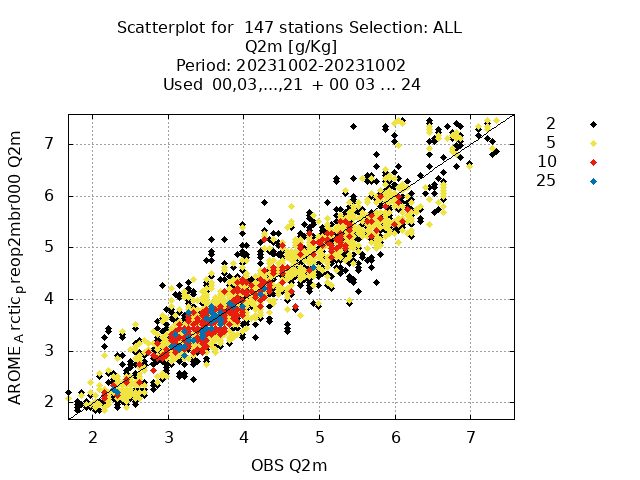 Scatterplot for  147 stations Selection: ALL
Q2m [g/Kg]
Period: 20231002-20231002
Used  00,03,...,21  + 00 03 ... 24
2
5
10
25
AROME_Arctic_preop2mbr000 Q2m
7
6
5
4
3
2
2 3 4 5 6 7
OBS Q2m